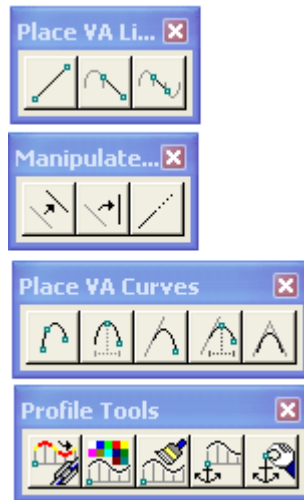 Place VA Li...
Manipulate...
Place VA Curves
Profile Tools